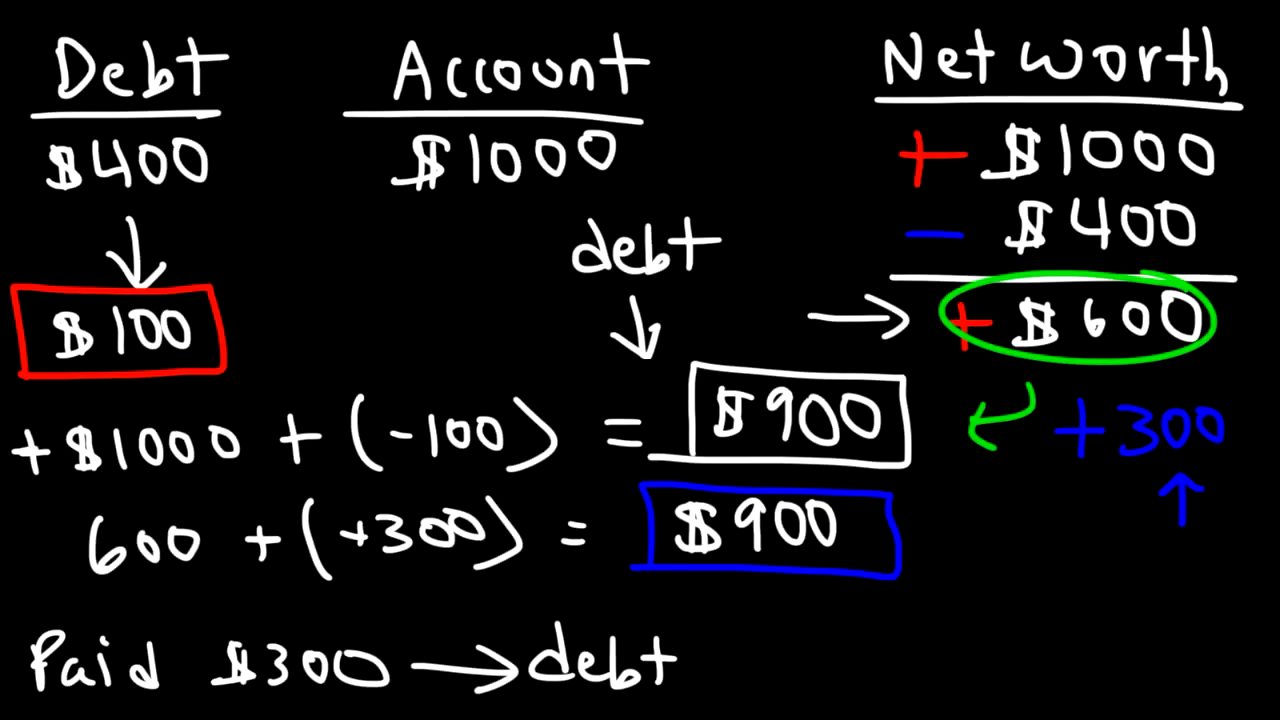 Debt Account Net Worth
$400 $1000 + $1000
- $400
debt
$100 + $600
+$1000 + (-100) = $900 +300
600 + (+300) = $900
Paid $300 → debt